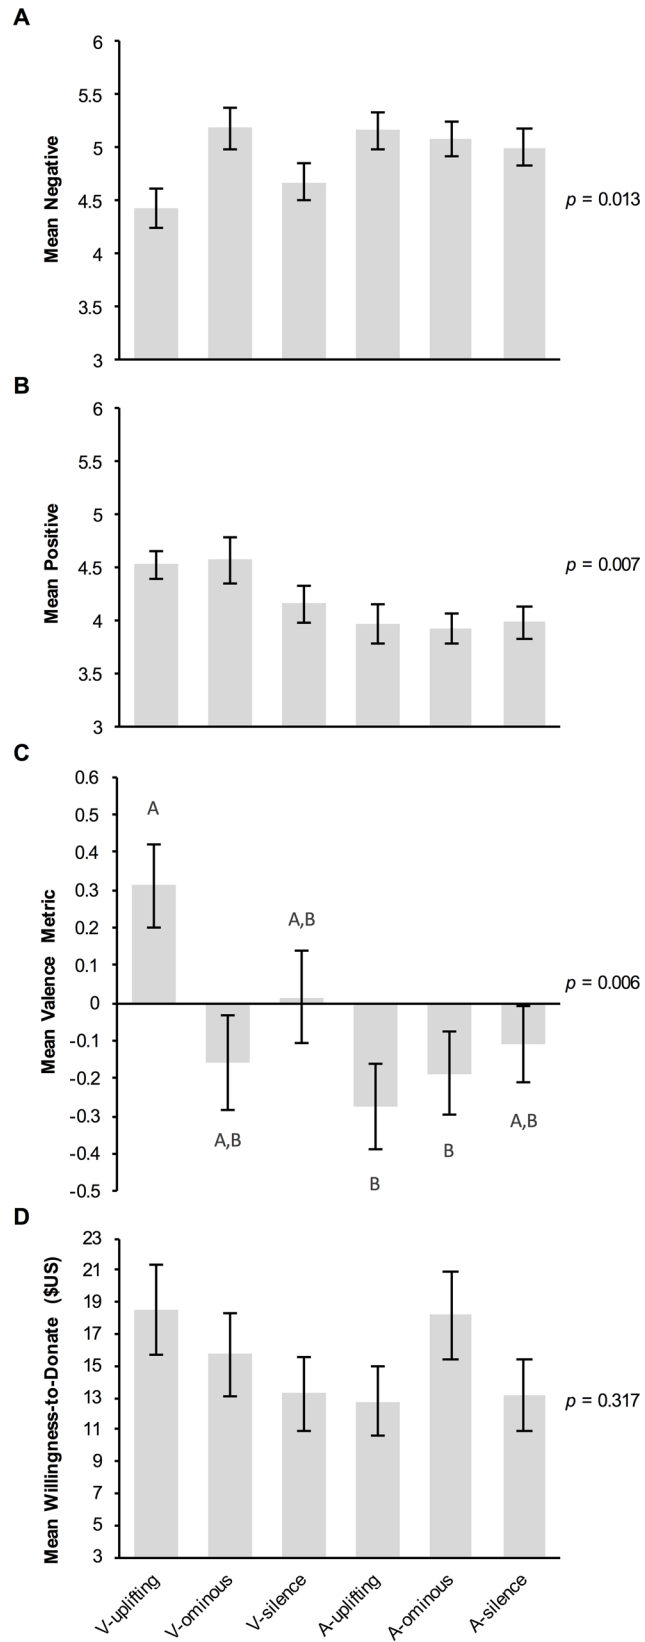 A
6
5.5
5
4.5
4
3.5
3
Mean Negative
p = 0.013
B
6
5.5
5
4.5
4
3.5
3
Mean Positive
p = 0.007
C
0.6
0.5
0.4
0.3
0.2
0.1
0
-0.1
-0.2
-0.3
-0.4
-0.5
Mean Valence Metric
A
A,B
A,B
B
B
A,B
p = 0.006
D
23
21
19
17
15
13
11
9
7
5
3
Mean Willingness-to-Donate ($US)
p = 0.317
V-uplifting
V-ominous
V-silence
A-uplifting
A-ominous
A-silence